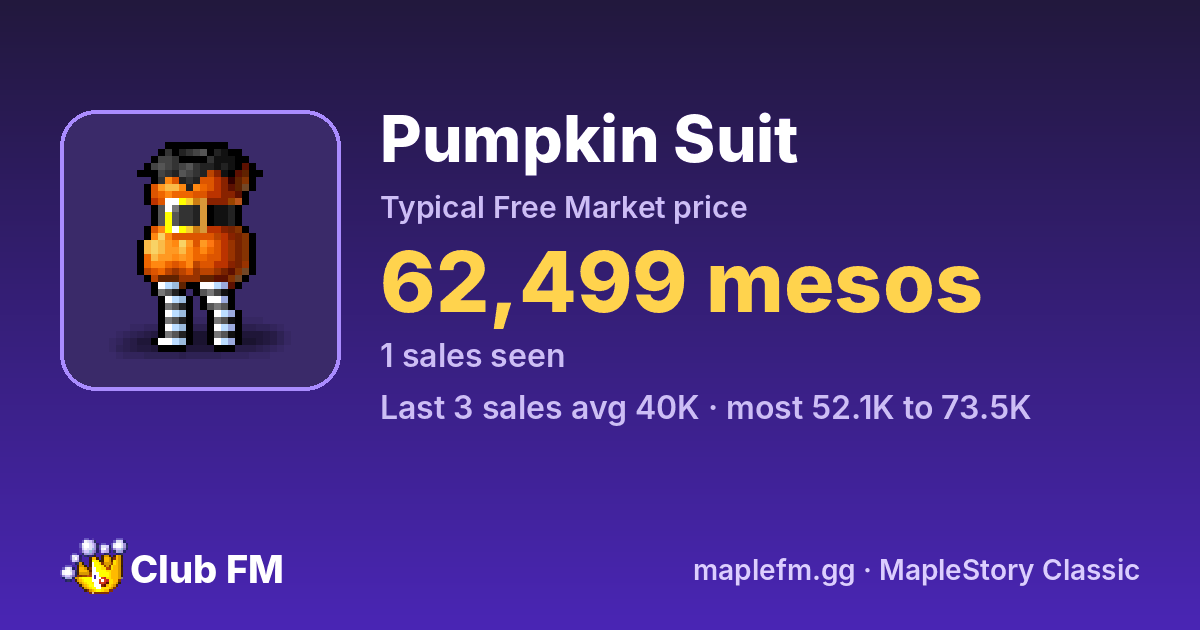 Pumpkin Suit
Typical Free Market price
62,499 mesos
1 sales seen
Last 3 sales avg 40K · most 52.1K to 73.5K
Club FM
maplefm.gg · MapleStory Classic